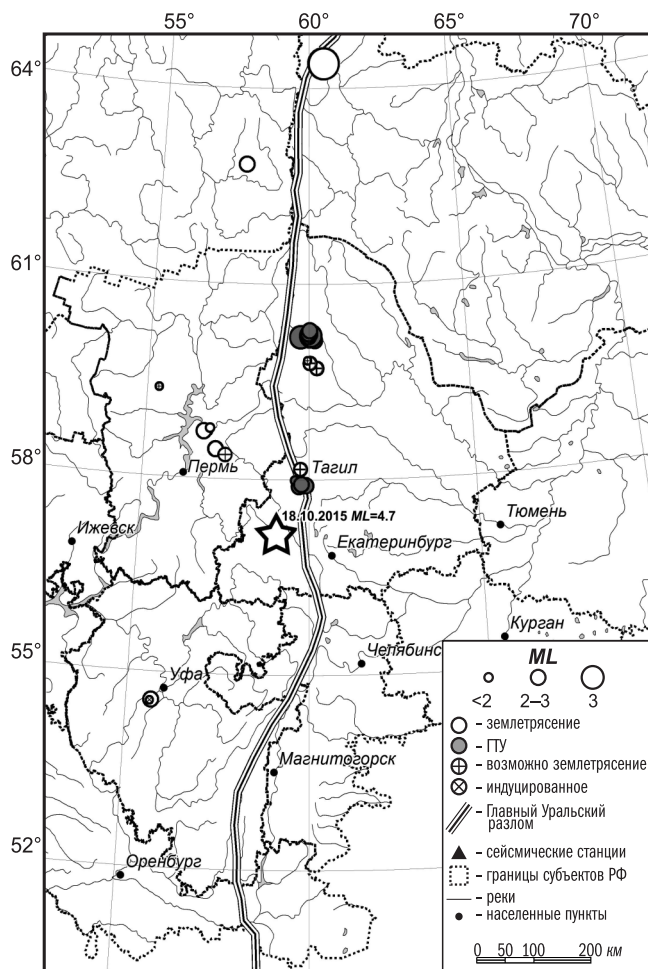 55° 60° 65° 70°
64°
61°
58°
55°
52°
Пермь
Тагил
18.10.2015 ML=4.7
Ижевск
Тюмень
Екатеринбург
Курган
Челябинс
Уфа
Магнитогорск
Оренбург
ML
<2 2–3 3
– землетрясение
– ГТУ
– возможно землетрясение
– индуцированное
– Главный Уральский
разлом
– сейсмические станции
– границы субъектов РФ
– реки
– населенные пункты
0 50 100 200 км